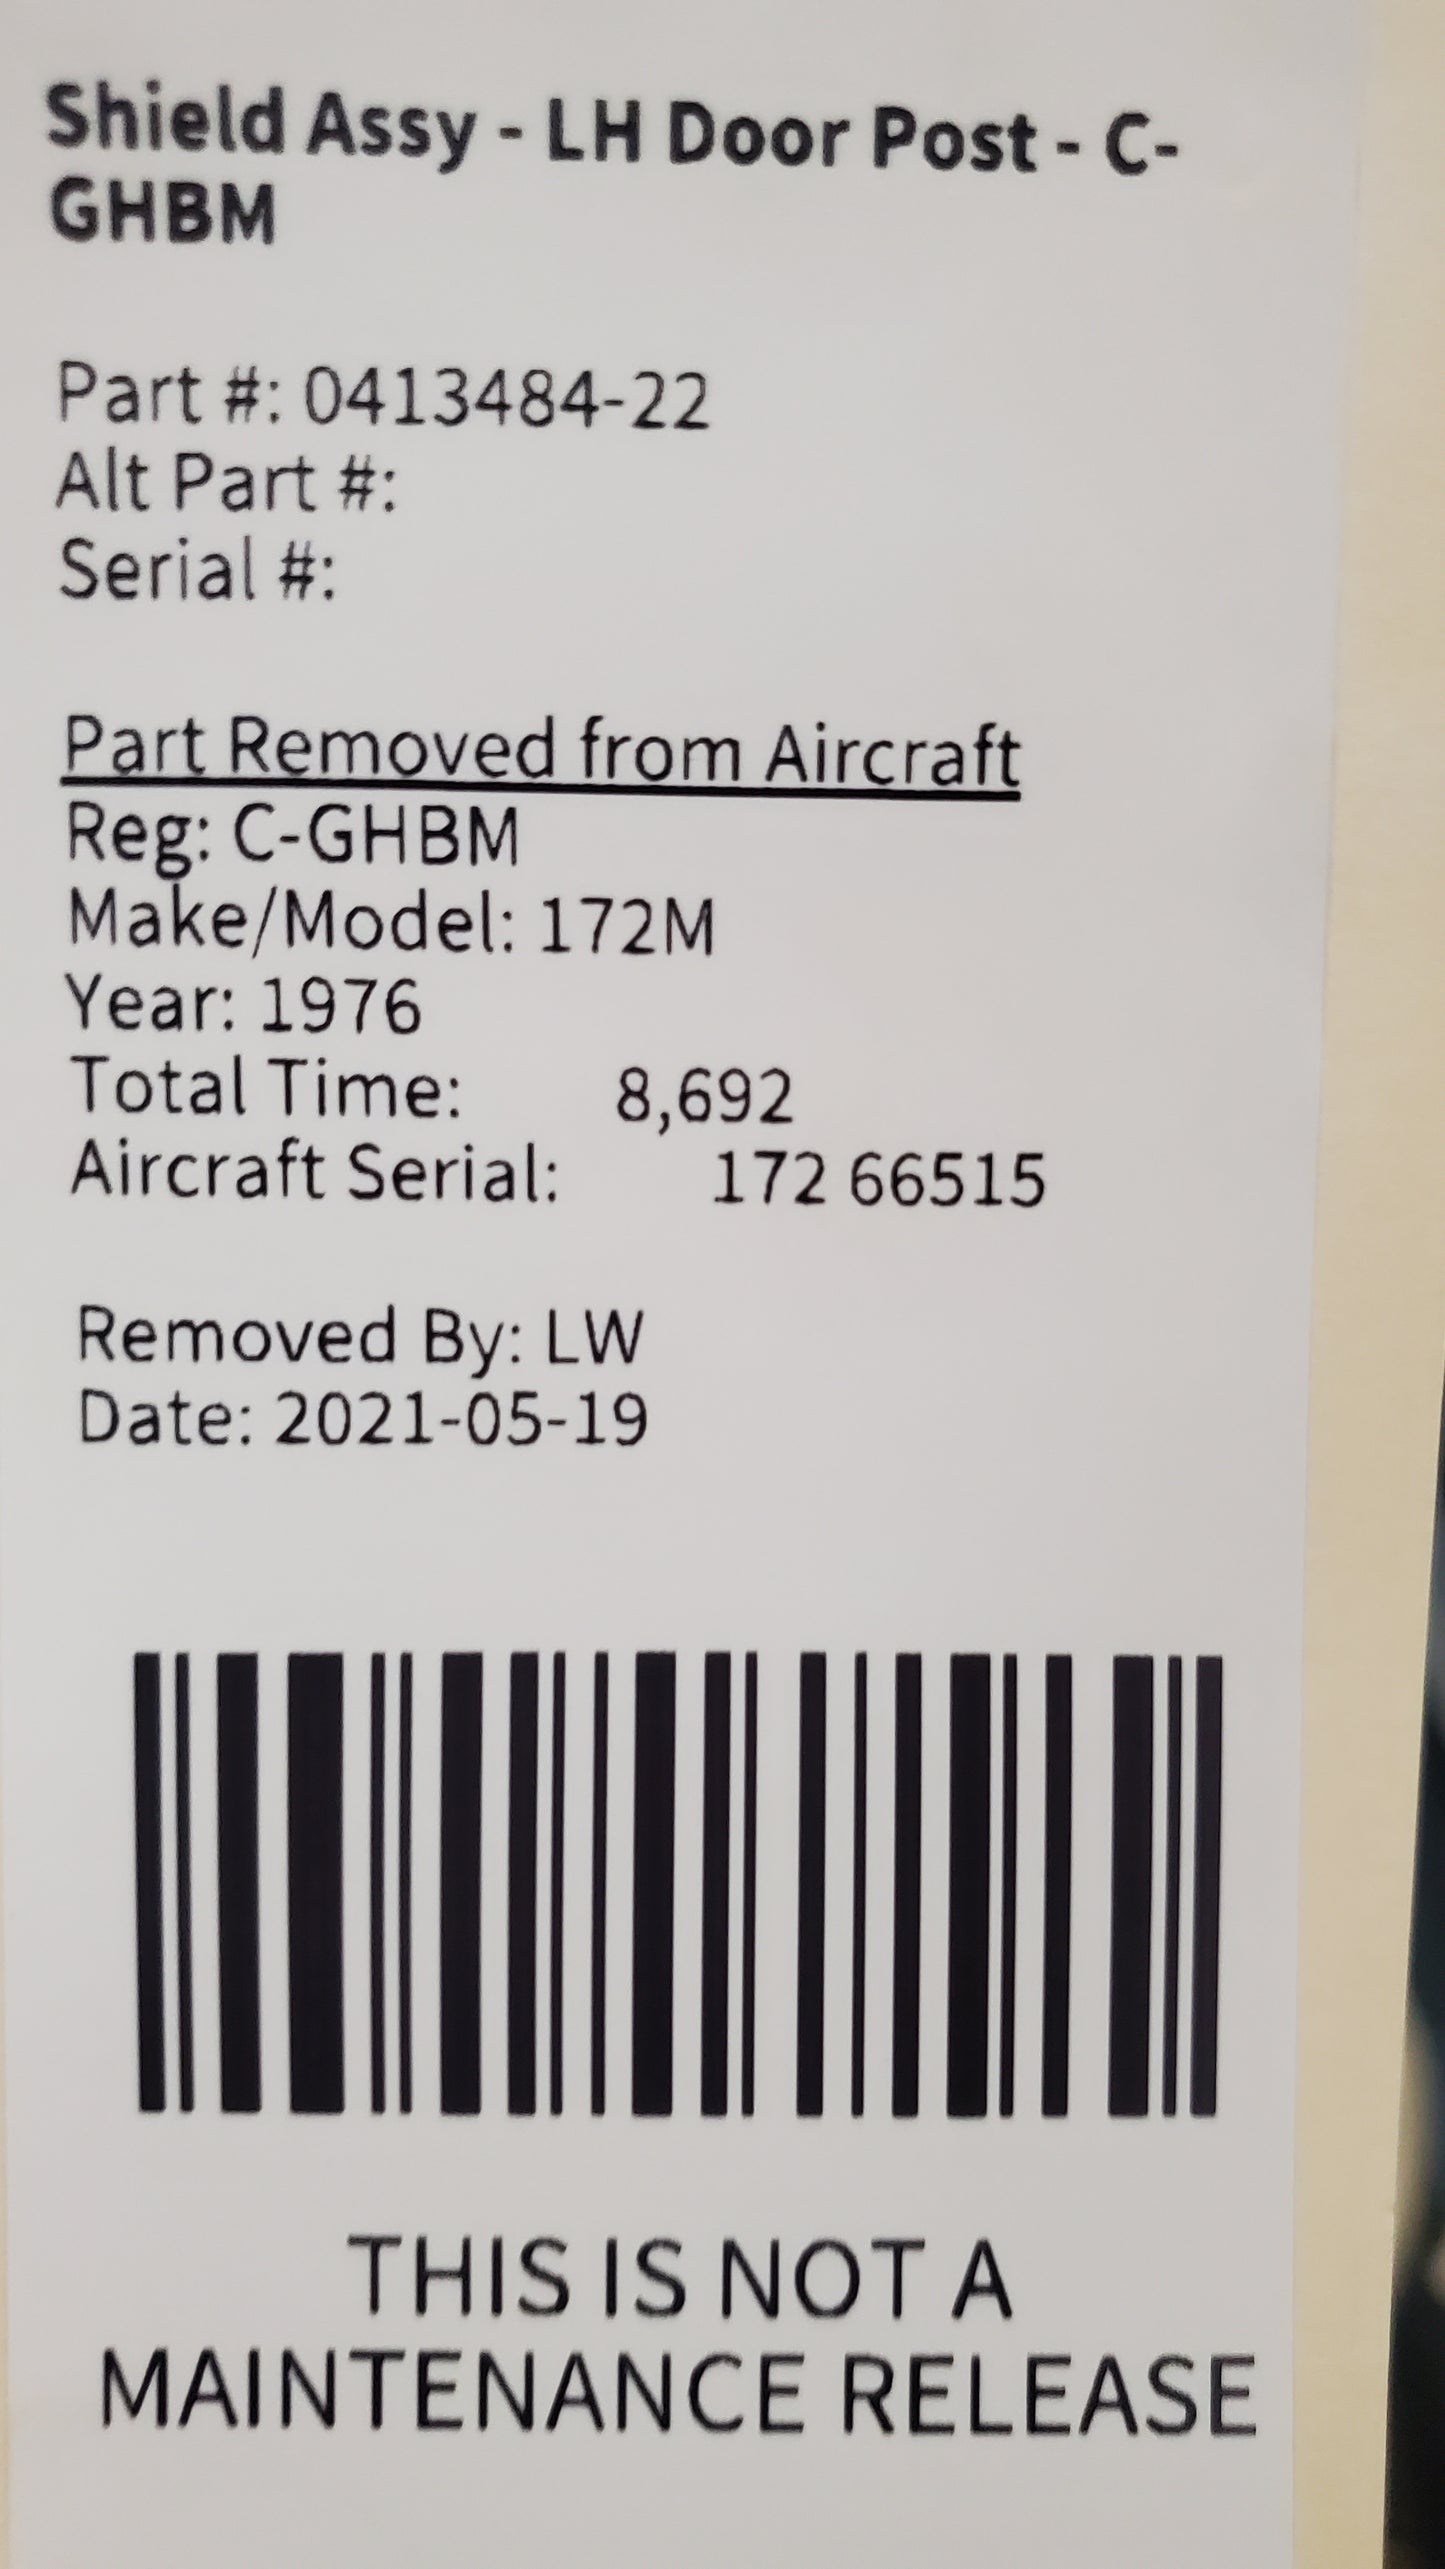 Shield Assy - LH Door Post - C-
GHBM
Part #: 0413484-22
Alt Part #:
Serial #:
Part Removed from Aircraft
Reg: C-GHBM
Make/Model: 172M
Year: 1976
Total Time: 8,692
Aircraft Serial: 172 66515
Removed By: LW
Date: 2021-05-19
THIS IS NOT A
MAINTENANCE RELEASE